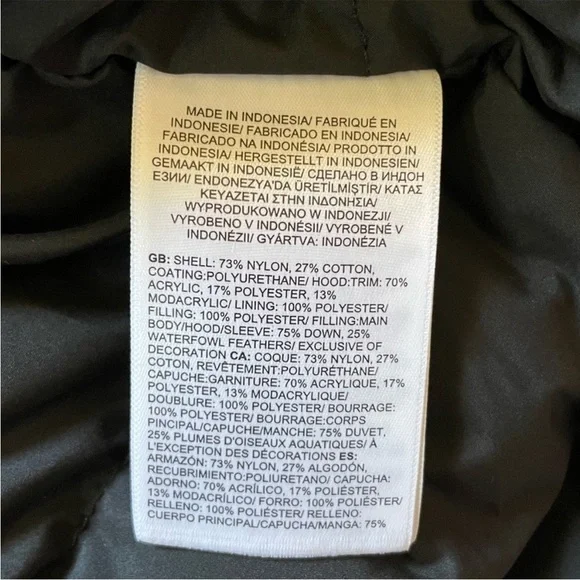 MADE IN INDONESIA/ FABRIQUÉ EN
INDONESIE/ FABRICADO EN INDONESIA/
FABRICADO NA INDONÉSIA/ PRODOTTO IN
INDONESIA/ HERGESTELLT IN INDONESIEN/
GEMAAKT IN INDONESIË/ СДЕЛАНО В ИНДОН
ЕЗИИ/ ENDONEZYA'DA ÜRETİLMİŞTİR/ ΚΑΤΑΣ
ΚΕΥΑΖΕΤΑΙ ΣΤΗΝ ΙΝΔΟΝΗΣΙΑ/
WYPRODUKOWANO W INDONEZJI/
VYROBENO V INDONÉSII/ VYROBENÉ V
INDONÉZII/ GYÁRTVA: INDONÉZIA
GB: SHELL: 73% NYLON, 27% COTTON,
COATING:POLYURETHANE/ HOOD:TRIM: 70%
ACRYLIC, 17% POLYESTER, 13%
MODACRYLIC/ LINING: 100% POLYESTER/
FILLING: 100% POLYESTER/ FILLING:MAIN
BODY/HOOD/SLEEVE: 75% DOWN, 25%
WATERFOWL FEATHERS/ EXCLUSIVE OF
DECORATION CA: COQUE: 73% NYLON, 27%
COTON, REVÊTEMENT:POLYURÉTHANE/
CAPUCHE:GARNITURE: 70% ACRYLIQUE, 17%
POLYESTER, 13% MODACRYLIQUE/
DOUBLURE: 100% POLYESTER/ BOURRAGE:
100% POLYESTER/ BOURRAGE:CORPS
PINCIPAL/CAPUCHE/MANCHE: 75% DUVET,
25% PLUMES D'OISEAUX AQUATIQUES/ À
L'EXCEPTION DES DÉCORATIONS ES:
ARMAZÓN: 73% NYLON, 27% ALGODÓN,
RECUBRIMIENTO:POLIURETANO/ CAPUCHA:
ADORNO: 70% ACRÍLICO, 17% POLIÉSTER,
13% MODACRÍLICO/ FORRO: 100% POLIÉSTER/
RELLENO: 100% POLIÉSTER/ RELLENO:
CUERPO PRINCIPAL/CAPUCHA/MANGA: 75%